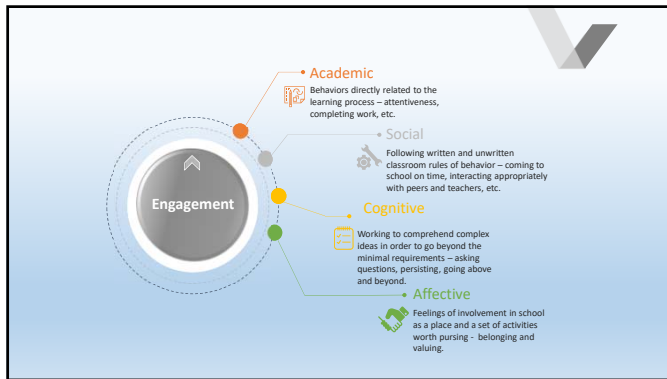 Academic
Behaviors directly related to the
learning process – attentiveness,
completing work, etc.
Social
Following written and unwritten
classroom rules of behavior – coming to
school on time, interacting appropriately
with peers and teachers, etc.
Engagement
Cognitive
Working to comprehend complex
ideas in order to go beyond the
minimal requirements – asking
questions, persisting, going above
and beyond.
Affective
Feelings of involvement in school
as a place and a set of activities
worth pursing - belonging and
valuing.